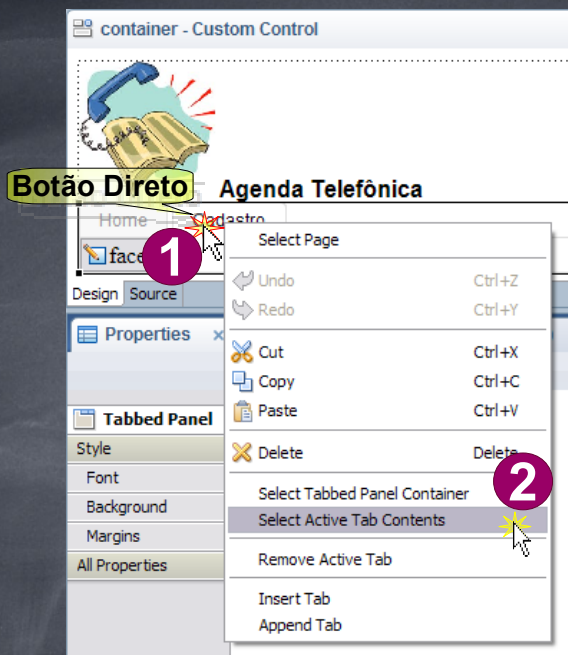 container - Custom Control
Botão Direto
Agenda Telefônica
Home
Cadastro
1
face
Select Page
Undo Ctrl+Z
Redo Ctrl+Y
Cut Ctrl+X
Copy Ctrl+C
Paste Ctrl+V
Delete Delete
Select Tabbed Panel Container
2
Select Active Tab Contents
Remove Active Tab
Insert Tab
Append Tab
Design Source
Properties
Tabbed Panel
Style
Font
Background
Margins
All Properties